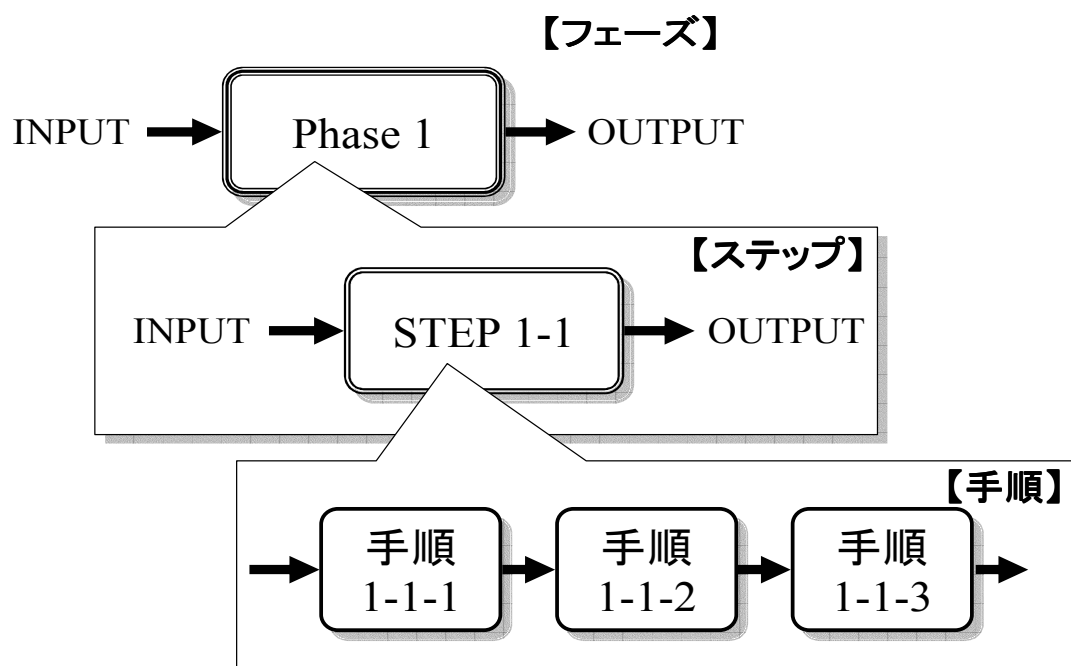 【フェーズ】
INPUT
Phase 1
OUTPUT
【ステップ】
INPUT
STEP 1-1
OUTPUT
【手順】
手順
1-1-1
手順
1-1-2
手順
1-1-3